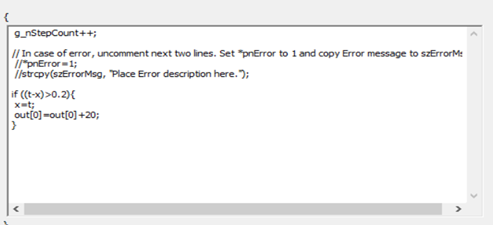 {
g_nStepCount++;
// In case of error, uncomment next two lines. Set *pnError to 1 and copy Error message to szErrorMs
//*pnError=1;
//strcpy(szErrorMsg, "Place Error description here.");
if ((t-x)>0.2){
x=t;
out[0]=out[0]+20;
}